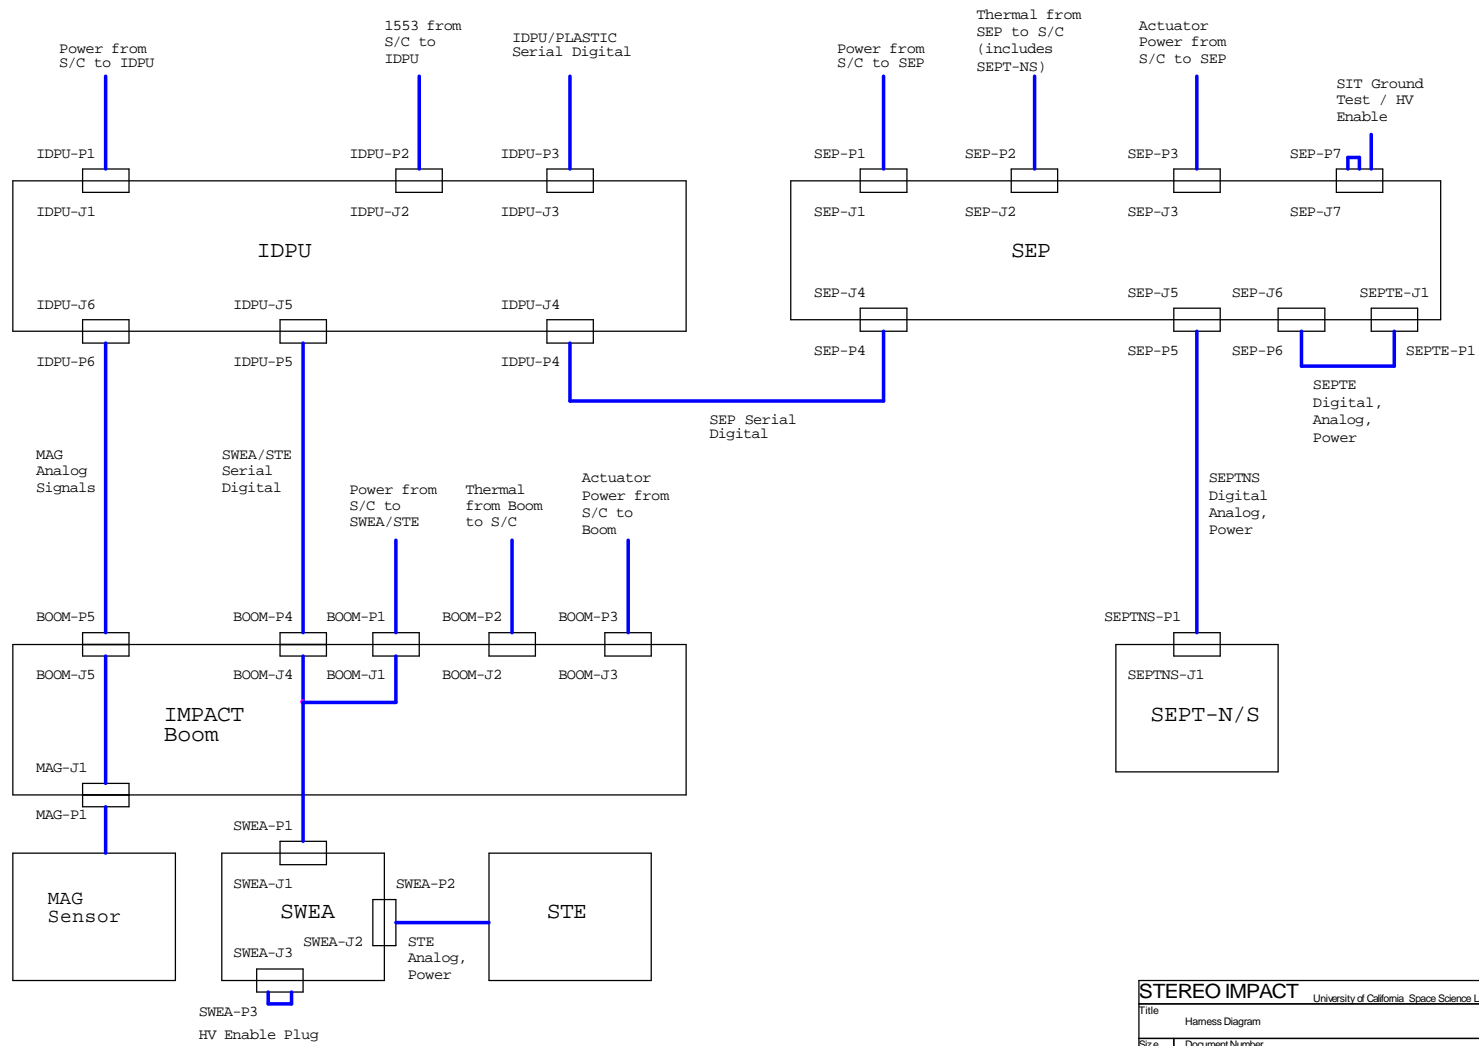 Power from
S/C to IDPU
1553 from
S/C to
IDPU
IDPU/PLASTIC
Serial Digital
Power from
S/C to SEP
Thermal from
SEP to S/C
(includes
SEPT-NS)
Actuator
Power from
S/C to SEP
SIT Ground
Test / HV
Enable
IDPU-P1
IDPU-P2
IDPU-P3
SEP-P1
SEP-P2
SEP-P3
SEP-P7
IDPU-J1
IDPU-J2
IDPU-J3
SEP-J1
SEP-J2
SEP-J3
SEP-J7
IDPU
SEP
IDPU-J6
IDPU-J5
IDPU-J4
SEP-J4
SEP-J5
SEP-J6
SEPTE-J1
IDPU-P6
IDPU-P5
IDPU-P4
SEP-P4
SEP-P5
SEP-P6
SEPTE-P1
SEP Serial
Digital
SEPTE
Digital,
Analog,
Power
MAG
Analog
Signals
SWEA/STE
Serial
Digital
Power from
S/C to
SWEA/STE
Thermal
from Boom
to S/C
Actuator
Power from
S/C to
Boom
SEPTNS
Digital
Analog,
Power
BOOM-P5
BOOM-P4
BOOM-P1
BOOM-P2
BOOM-P3
SEPTNS-P1
BOOM-J5
BOOM-J4
BOOM-J1
BOOM-J2
BOOM-J3
SEPTNS-J1
IMPACT
Boom
SEPT-N/S
MAG-J1
MAG-P1
SWEA-P1
MAG
Sensor
SWEA-J1
SWEA
SWEA-J2
SWEA-J3
SWEA-P2
STE
Analog,
Power
STE
SWEA-P3
HV Enable Plug
STEREO IMPACT
University of California Space Science L
Title
Harness Diagram
Size
Document Number